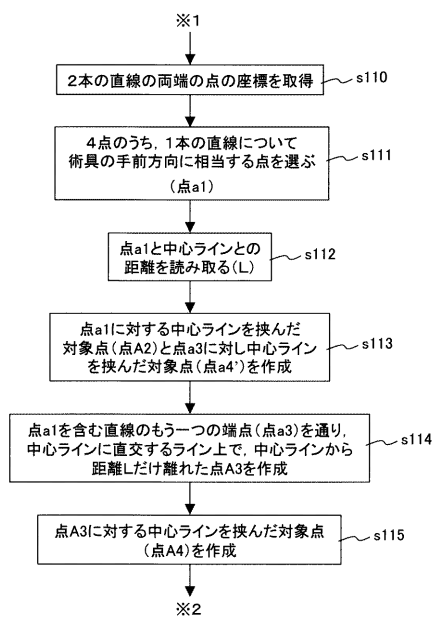 ※1
2本の直線の両端の点の座標を取得
s110
4点のうち，1本の直線について
術具の手前方向に相当する点を選ぶ
(点a1)
s111
点a1と中心ラインとの
距離を読み取る(L)
s112
点a1に対する中心ラインを挟んだ
対象点(点A2)と点a3に対し中心ライン
を挟んだ対象点(点a4')を作成
s113
点a1を含む直線のもう一つの端点(点a3)を通り，
中心ラインに直交するライン上で，中心ラインから
距離Lだけ離れた点A3を作成
s114
点A3に対する中心ラインを挟んだ対象点
(点A4)を作成
s115
※2